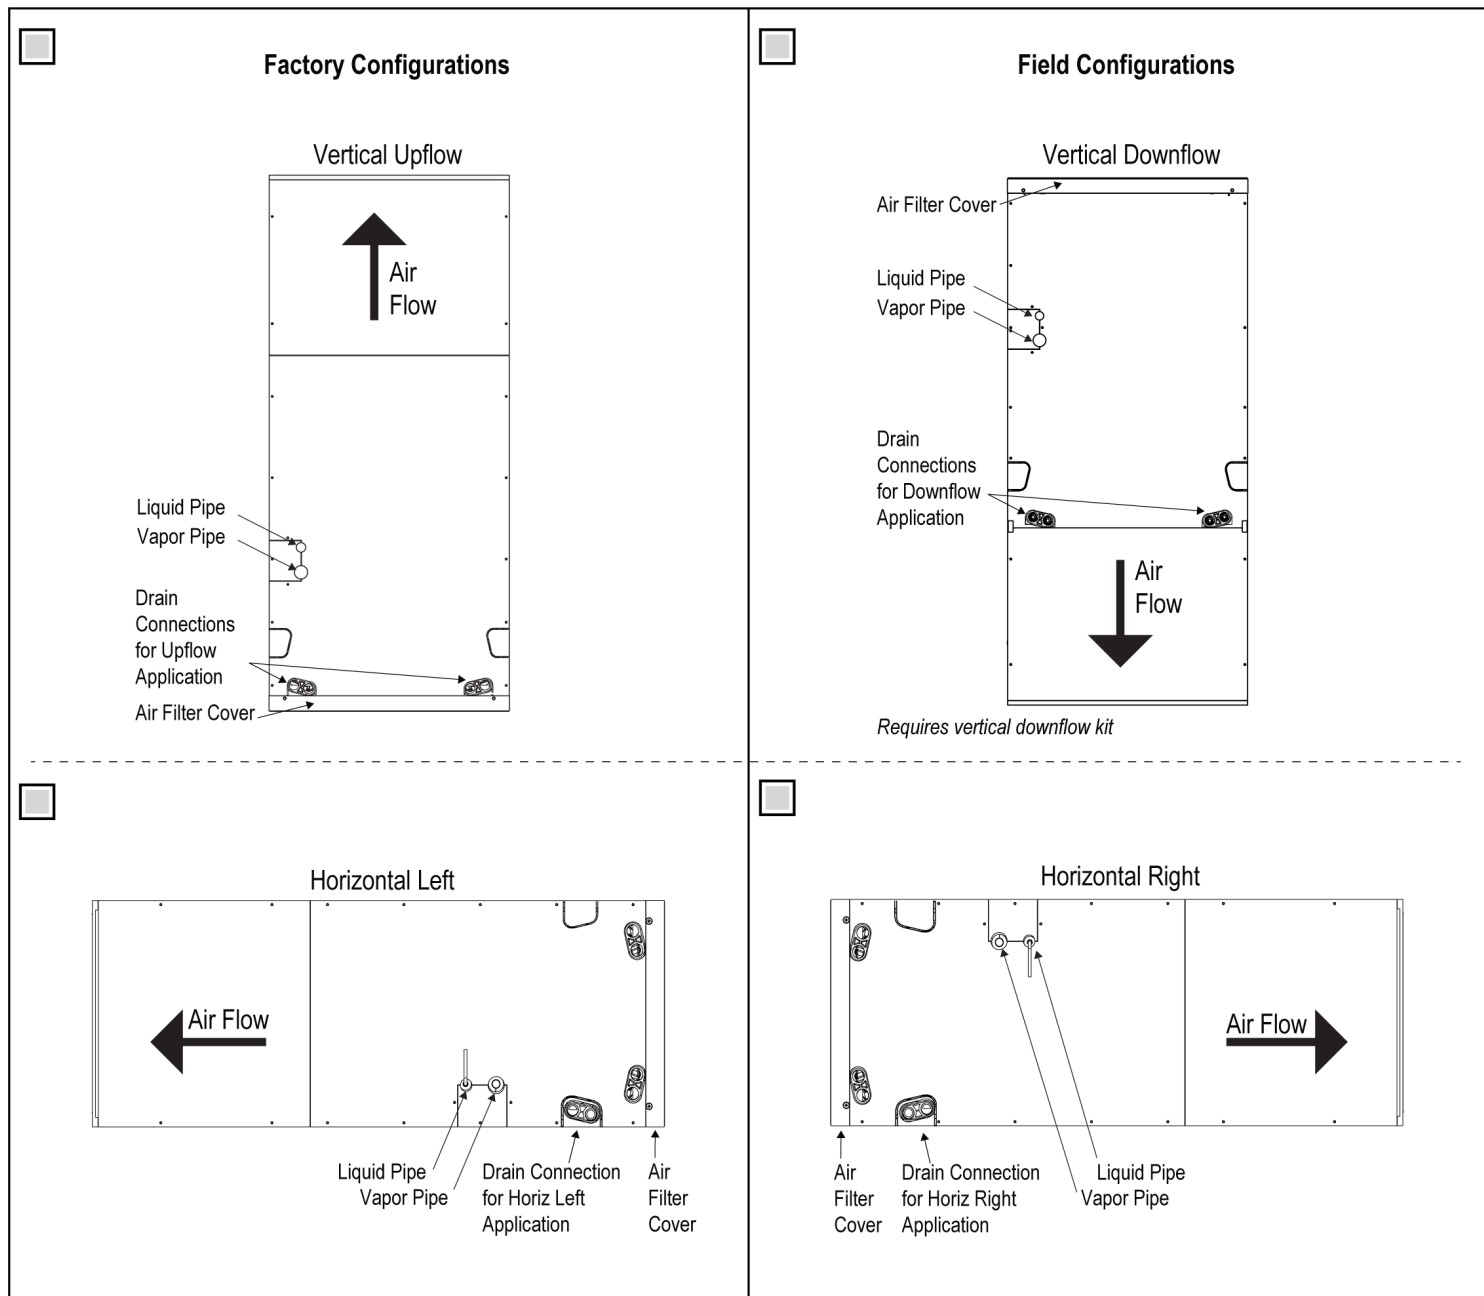 Factory Configurations
Vertical Upflow
Air
Flow
Liquid Pipe
Vapor Pipe
Drain
Connections
for Upflow
Application
Air Filter Cover
Field Configurations
Vertical Downflow
Air Filter Cover
Liquid Pipe
Vapor Pipe
Drain
Connections
for Downflow
Application
Air
Flow
Requires vertical downflow kit
Horizontal Left
Air Flow
Liquid Pipe
Vapor Pipe
Drain Connection
for Horiz Left
Application
Air
Filter
Cover
Horizontal Right
Air Flow
Air
Filter
Cover
Drain Connection
for Horiz Right
Application
Liquid Pipe
Vapor Pipe